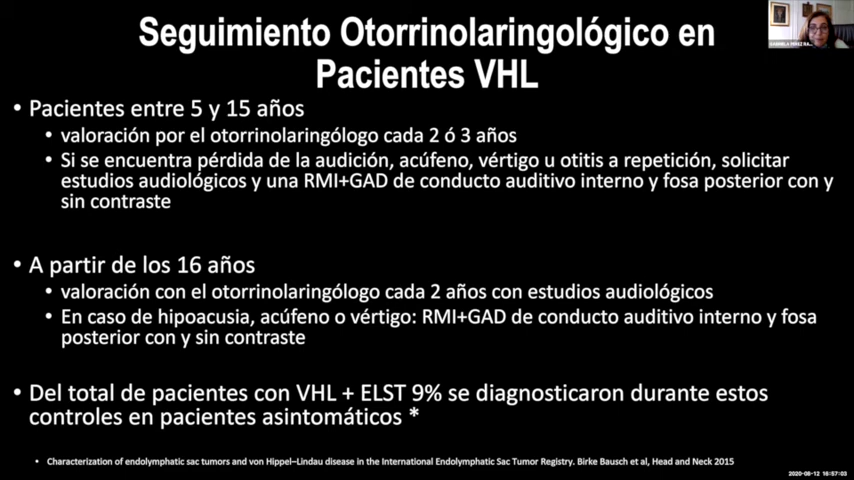 Seguimiento Otorrinolaringológico en
Pacientes VHL
• Pacientes entre 5 y 15 años
• valoración por el otorrinolaringólogo cada 2 ó 3 años
• Si se encuentra pérdida de la audición, acúfeno, vértigo u otitis a repetición, solicitar
estudios audiológicos y una RMI+GAD de conducto auditivo interno y fosa posterior con y
sin contraste
• A partir de los 16 años
• valoración con el otorrinolaringólogo cada 2 años con estudios audiológicos
• En caso de hipoacusia, acúfeno o vértigo: RMI+GAD de conducto auditivo interno y fosa
posterior con y sin contraste
• Del total de pacientes con VHL + ELST 9% se diagnosticaron durante estos
controles en pacientes asintomáticos *
• Characterization of endolymphatic sac tumors and von Hippel–Lindau disease in the International Endolymphatic Sac Tumor Registry. Birke Bausch et al, Head and Neck 2015
2020-08-12 16:57:03